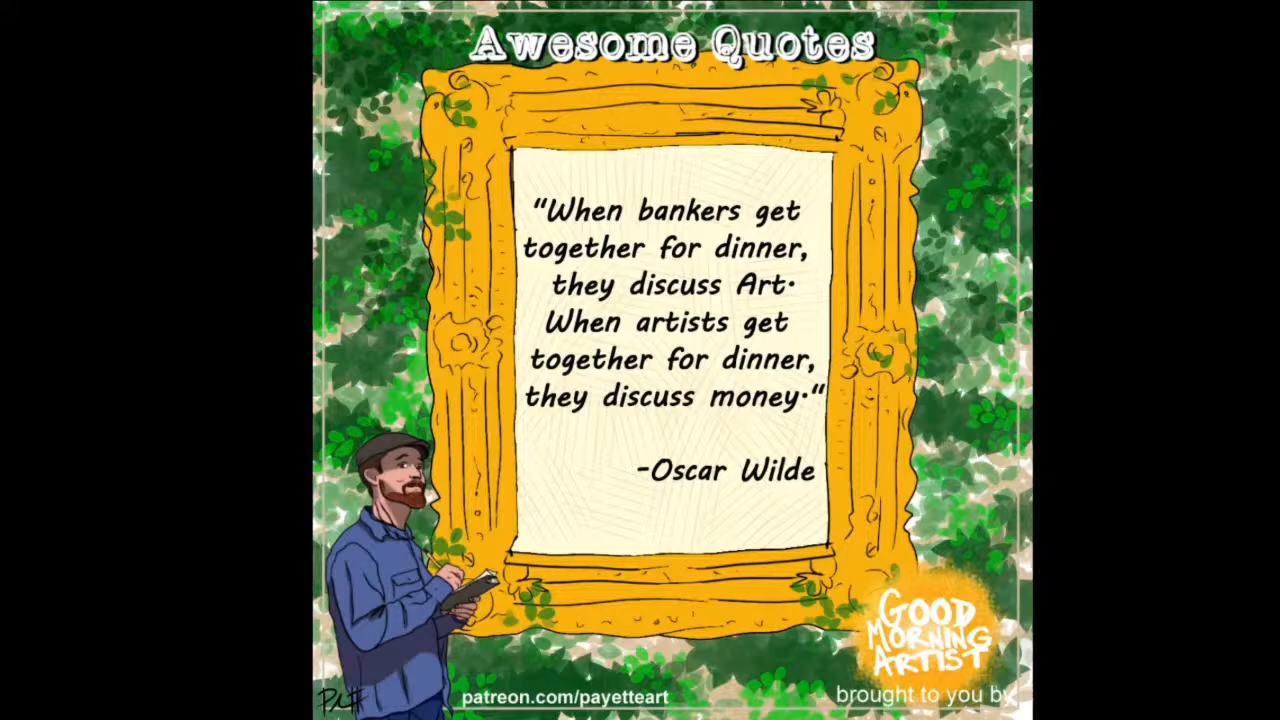 Awesome Quotes
“When bankers get
together for dinner,
they discuss Art.
When artists get
together for dinner,
they discuss money.“
-Oscar Wilde
GOOD
MORNING
ARTIST
patreon.com/payetteart
brought to you by